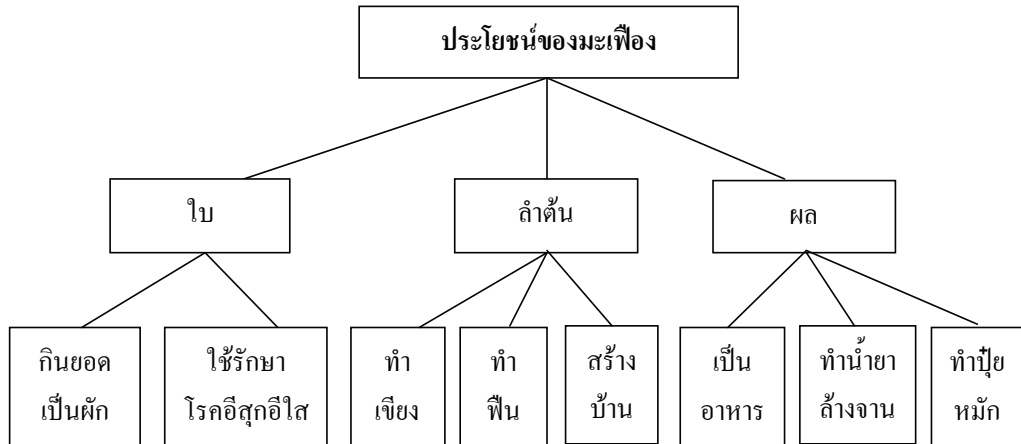 ประโยชน์ของมะเฟือง
ใบ
ลำต้น
ผล
กินยอด
เป็นผัก
ใช้รักษา
โรคอีสุกอีใส
ทำ
เขียง
ทำ
ฟืน
สร้าง
บ้าน
เป็น
อาหาร
ทำน้ำยา
ล้างจาน
ทำปุ๋ย
หมัก